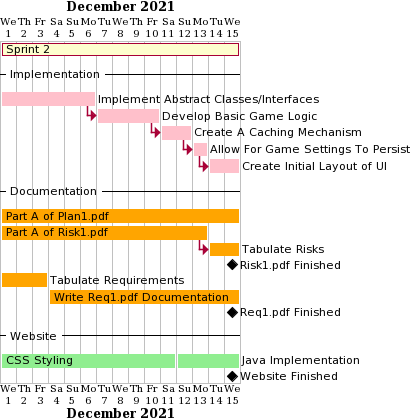 December 2021
We Th Fr Sa Su Mo Tu We Th Fr Sa Su Mo Tu We
1 2 3 4 5 6 7 8 9 10 11 12 13 14 15
Sprint 2
Implementation
Implement Abstract Classes/Interfaces
Develop Basic Game Logic
Create A Caching Mechanism
Allow For Game Settings To Persist
Create Initial Layout of UI
Documentation
Part A of Plan1.pdf
Part A of Risk1.pdf
Tabulate Risks
Risk1.pdf Finished
Tabulate Requirements
Write Req1.pdf Documentation
Req1.pdf Finished
Website
CSS Styling Java Implementation
Website Finished
We Th Fr Sa Su Mo Tu We Th Fr Sa Su Mo Tu We
1 2 3 4 5 6 7 8 9 10 11 12 13 14 15
December 2021